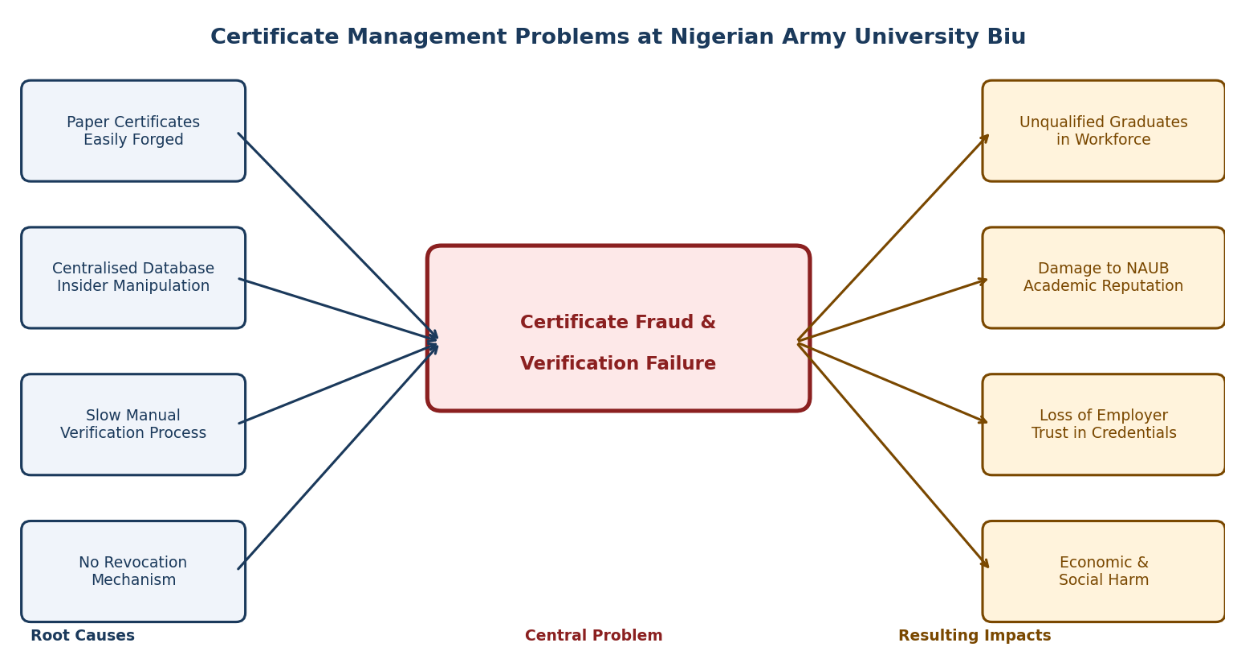 Certificate Management Problems at Nigerian Army University Biu
Paper Certificates
Easily Forged
Centralised Database
Insider Manipulation
Slow Manual
Verification Process
No Revocation
Mechanism
Root Causes
Certificate Fraud &
Verification Failure
Central Problem
Unqualified Graduates
in Workforce
Damage to NAUB
Academic Reputation
Loss of Employer
Trust in Credentials
Economic &
Social Harm
Resulting Impacts